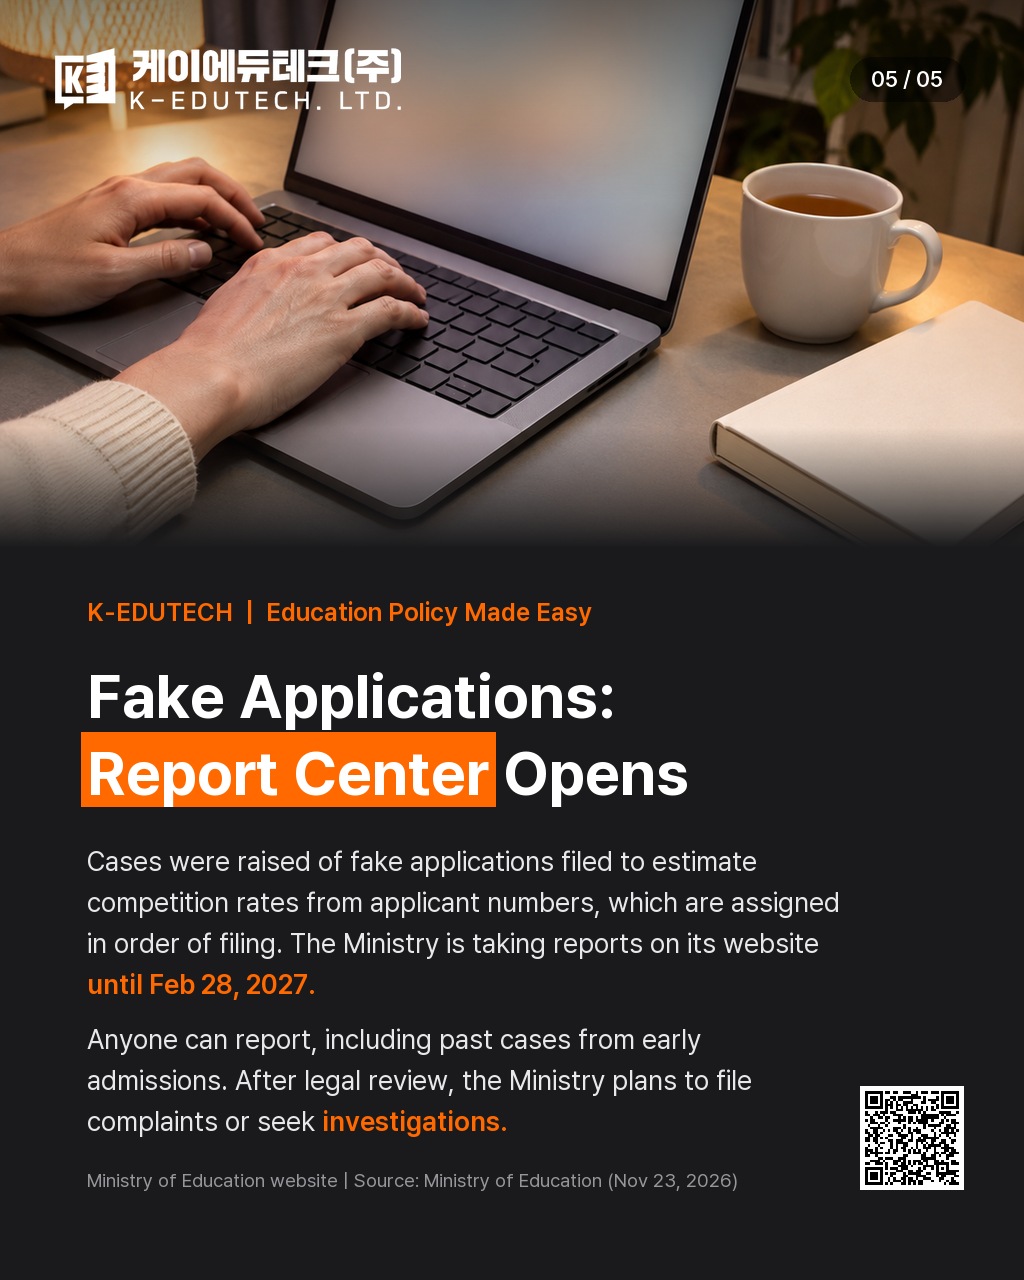 케이에듀테크(주)
K-EDUTECH. LTD.
05 / 05
K-EDUTECH | Education Policy Made Easy
Fake Applications:
Report Center Opens
Cases were raised of fake applications filed to estimate
competition rates from applicant numbers, which are assigned
in order of filing. The Ministry is taking reports on its website
until Feb 28, 2027.
Anyone can report, including past cases from early
admissions. After legal review, the Ministry plans to file
complaints or seek investigations.
Ministry of Education website | Source: Ministry of Education (Nov 23, 2026)